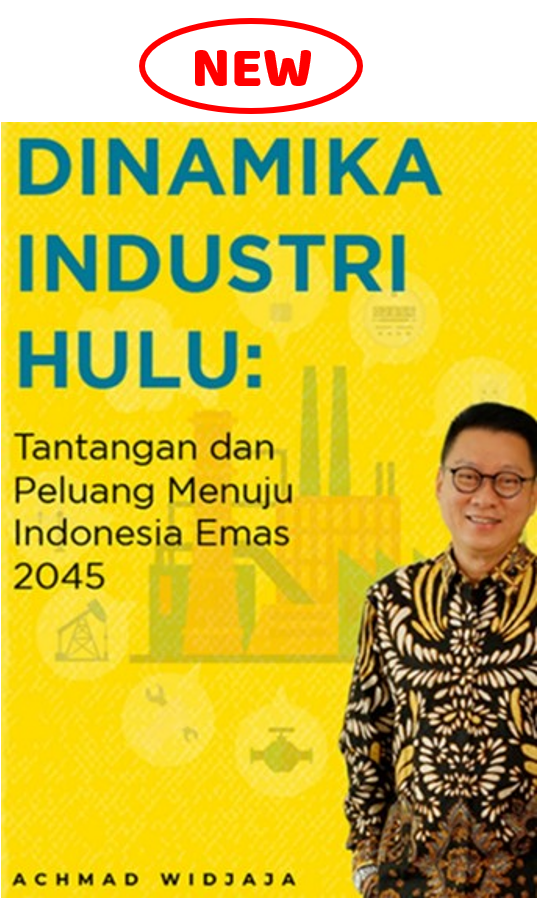 NEW
DINAMIKA
INDUSTRI
HULU:
Tantangan dan
Peluang Menuju
Indonesia Emas
2045
ACHMAD WIDJAJA